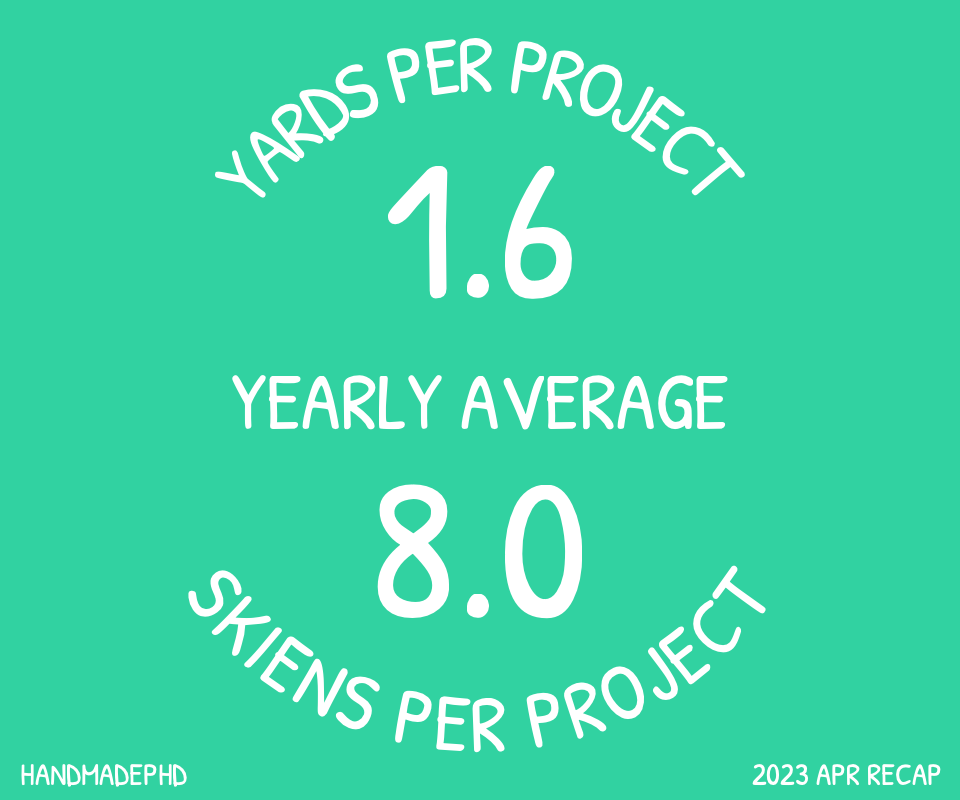 YARDS PER PROJECT
1.6
YEARLY AVERAGE
8.0
SKIENS PER PROJECT
HANDMADEPHD
2023 APR RECAP